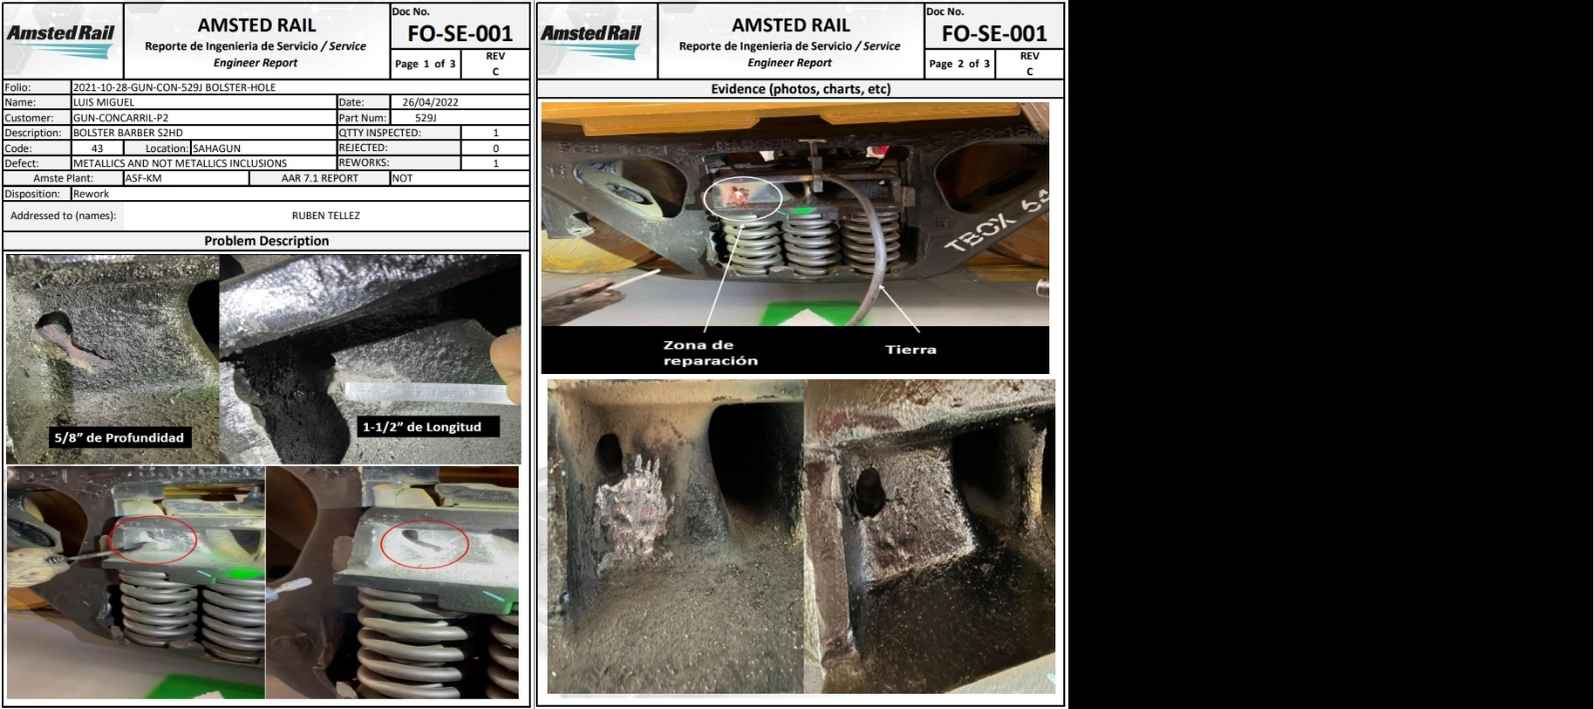 AmstedRail
AMSTED RAIL
Reporte de Ingenieria de Servicio / Service
Engineer Report
Doc No.
FO-SE-001
Page 1 of 3
REV
C
Folio: 2021-10-28-GUN-CON-529J BOLSTER-HOLE
Name: LUIS MIGUEL Date: 26/04/2022
Customer: GUN-CONCARRIL-P2 Part Num: 529J
Description: BOLSTER BARBER S2HD QTTY INSPECTED: 1
Code: 43 Location: SAHAGUN REJECTED: 0
Defect: METALLICS AND NOT METALLICS INCLUSIONS REWORKS: 1
Amste Plant: ASF-KM AAR 7.1 REPORT NOT
Disposition: Rework
Addressed to (names): RUBEN TELLEZ
Problem Description
5/8” de Profundidad
1-1/2” de Longitud
AmstedRail
AMSTED RAIL
Reporte de Ingenieria de Servicio / Service
Engineer Report
Doc No.
FO-SE-001
Page 2 of 3
REV
C
Evidence (photos, charts, etc)
TBOX 64
Zona de
reparación
Tierra